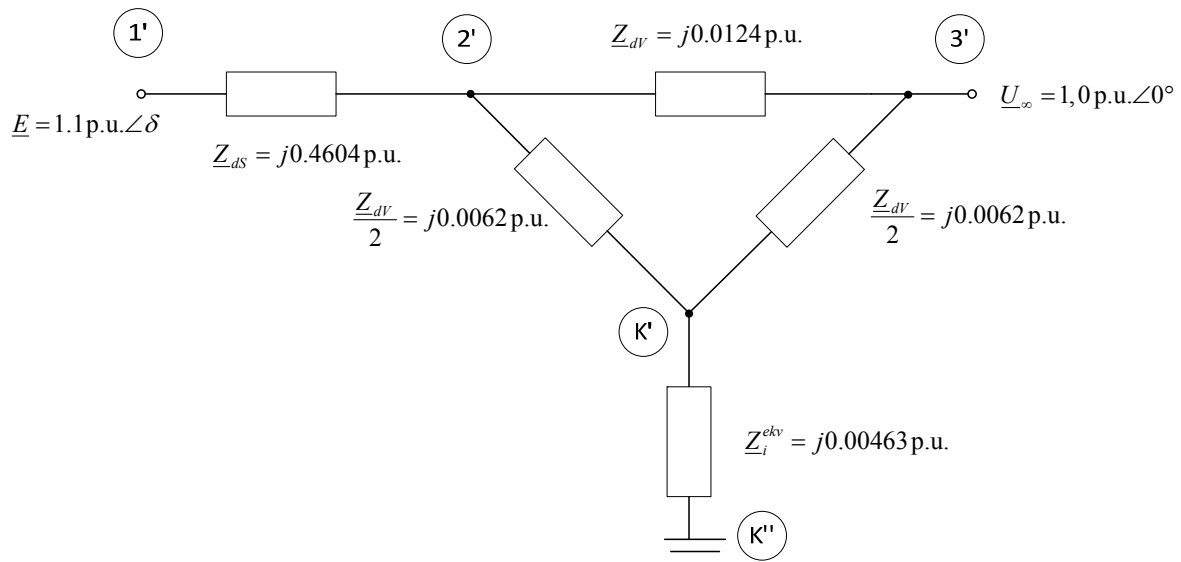 1'
2'
3'
Z_dV = j0.0124 p.u.
E = 1.1 p.u.∠δ
U_∞ = 1,0 p.u.∠0°
Z_dS = j0.4604 p.u.
Z_dV/2 = j0.0062 p.u.
Z_dV/2 = j0.0062 p.u.
K'
Z_i^ekv = j0.00463 p.u.
K''